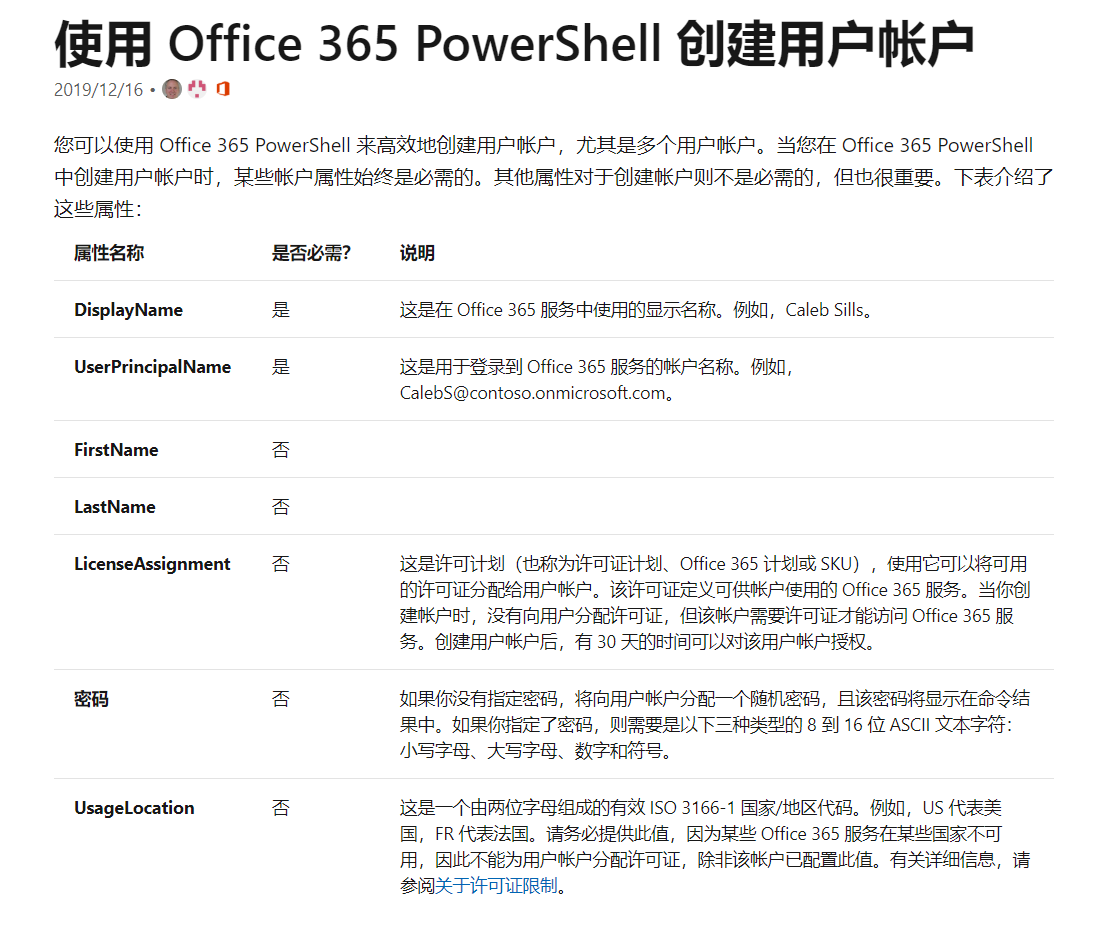 使用 Office 365 PowerShell 创建用户帐户
2019/12/16 •
您可以使用 Office 365 PowerShell 来高效地创建用户帐户，尤其是多个用户帐户。当您在 Office 365 PowerShell
中创建用户帐户时，某些帐户属性始终是必需的。其他属性对于创建帐户则不是必需的，但也很重要。下表介绍了
这些属性：
属性名称 是否必需？ 说明
DisplayName 是 这是在 Office 365 服务中使用的显示名称。例如，Caleb Sills。
UserPrincipalName 是 这是用于登录到 Office 365 服务的帐户名称。例如，
CalebS@contoso.onmicrosoft.com。
FirstName 否
LastName 否
LicenseAssignment 否 这是许可计划（也称为许可证计划、Office 365 计划或 SKU），使用它可以将可用
的许可证分配给用户帐户。该许可证定义可供帐户使用的 Office 365 服务。当你创
建帐户时，没有向用户分配许可证，但该帐户需要许可证才能访问 Office 365 服
务。创建用户帐户后，有 30 天的时间可以对该用户帐户授权。
密码 否 如果你没有指定密码，将向用户帐户分配一个随机密码，且该密码将显示在命令结
果中。如果你指定了密码，则需要是以下三种类型的 8 到 16 位 ASCII 文本字符：
小写字母、大写字母、数字和符号。
UsageLocation 否 这是一个由两位字母组成的有效 ISO 3166-1 国家/地区代码。例如，US 代表美
国，FR 代表法国。请务必提供此值，因为某些 Office 365 服务在某些国家不可
用，因此不能为用户帐户分配许可证，除非该帐户已配置此值。有关详细信息，请
参阅关于许可证限制。